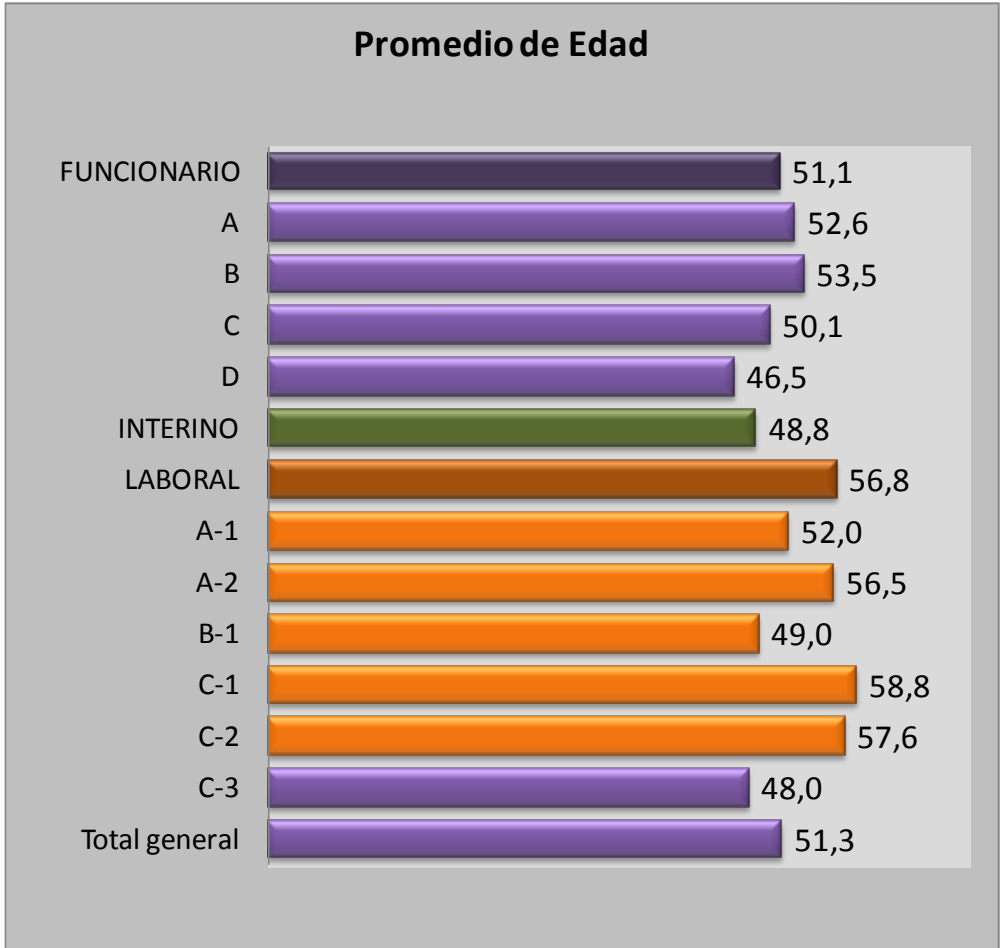 Promedio de Edad
FUNCIONARIO 51,1
A 52,6
B 53,5
C 50,1
D 46,5
INTERINO 48,8
LABORAL 56,8
A-1 52,0
A-2 56,5
B-1 49,0
C-1 58,8
C-2 57,6
C-3 48,0
Total general 51,3